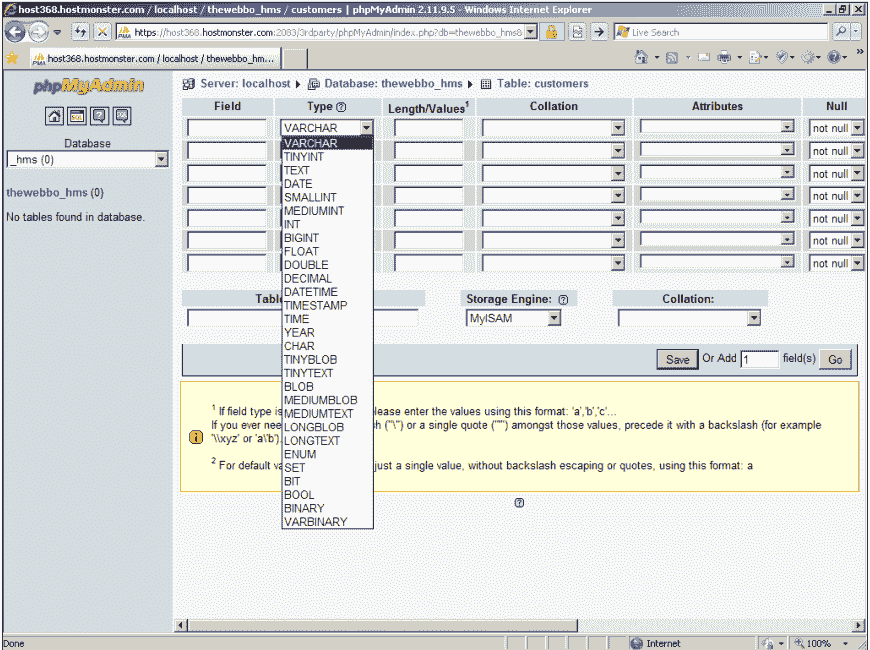 host368.hostmonster.com / localhost / thewebbo_hms / customers | phpMyAdmin 2.11.9.5 - Windows Internet Explorer
https://host368.hostmonster.com:2083/3rdparty/phpMyAdmin/index.php?db=thewebbo_hms&
Live Search
host368.hostmonster.com / localhost / thewebbo_hm...
phpMyAdmin
Database
_hms (0)
thewebbo_hms (0)
No tables found in database.
Server: localhost
Database: thewebbo_hms
Table: customers
Field
Type
Length/Values1
Collation
Attributes
Null
VARCHAR
not null
not null
not null
not null
not null
not null
not null
VARCHAR
TINYINT
TEXT
DATE
SMALLINT
MEDIUMINT
INT
BIGINT
FLOAT
DOUBLE
DECIMAL
DATETIME
TIMESTAMP
TIME
YEAR
CHAR
TINYBLOB
TINYTEXT
BLOB
MEDIUMBLOB
MEDIUMTEXT
LONGBLOB
LONGTEXT
ENUM
SET
BIT
BOOL
BINARY
VARBINARY
Storage Engine:
Collation:
MyISAM
Save
Or Add
1
field(s)
Go
1 If field type is lease enter the values using this format: 'a','b','c'...
If you ever nee h ("\") or a single quote ("'") amongst those values, precede it with a backslash (for example
'\\xyz' or 'a\'b').
2 For default va just a single value, without backslash escaping or quotes, using this format: a
Done
Internet
100%